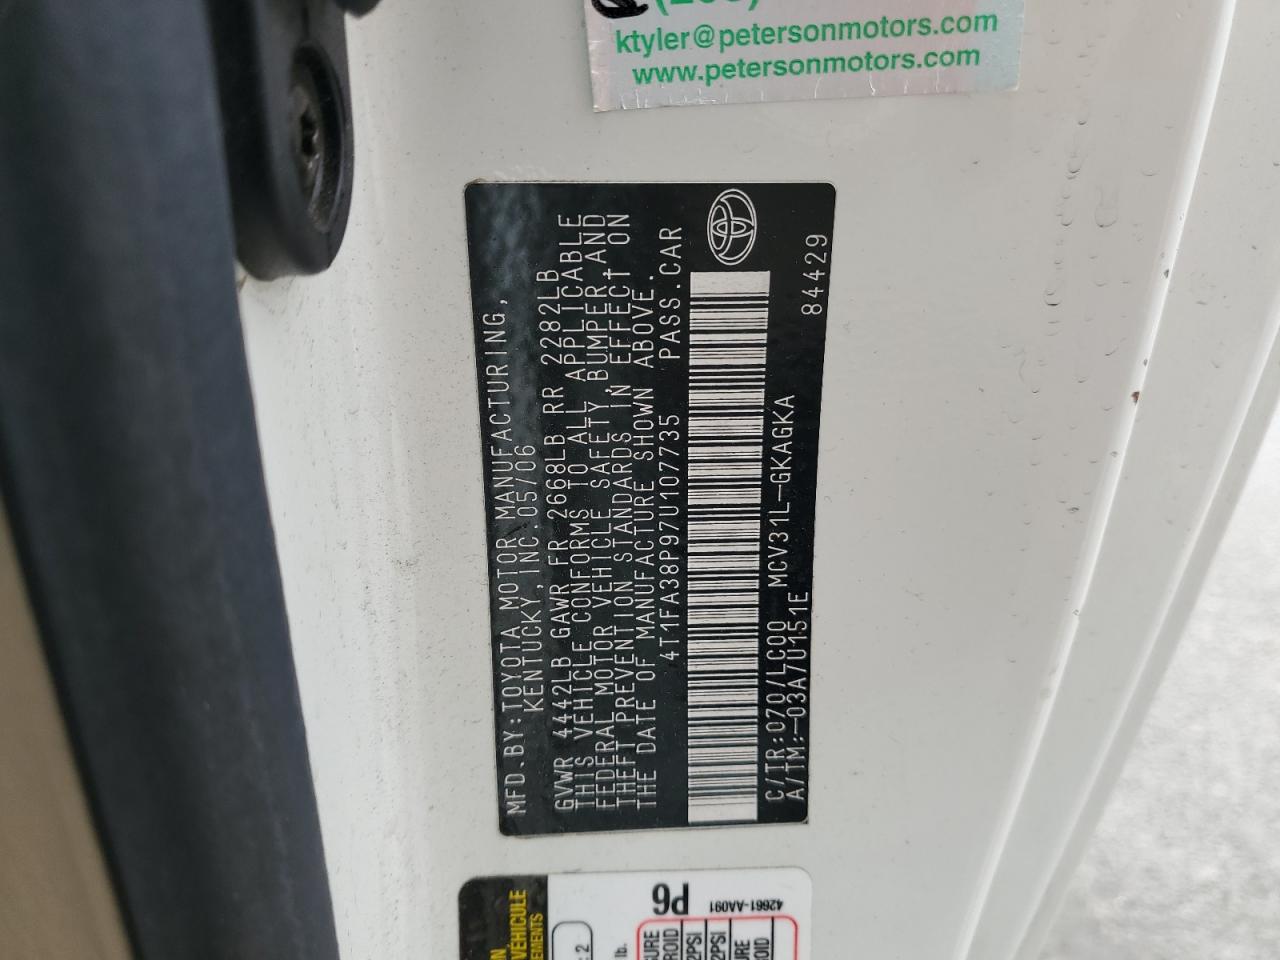 ktyler@petersonmotors.com
www.petersonmotors.com
MFD.BY:TOYOTA MOTOR MANUFACTURING,
KENTUCKY,INC.05/06
GVWR 4442LB GAWR FR 2668LB RR 2282LB
THIS VEHICLE CONFORMS TO ALL APPLICABLE
FEDERAL MOTOR VEHICLE SAFETY,BUMPER,AND
THEFT PREVENTION STANDARDS IN EFFECT ON
THE DATE OF MANUFACTURE SHOWN ABOVE.
4T1FA38P97U107735 PASS.CAR
C/TR:070/LC00 MCV31L-GKAGKA
A/TM:-03A/U151E
84429
VEHICULE
P6
42661-AA091